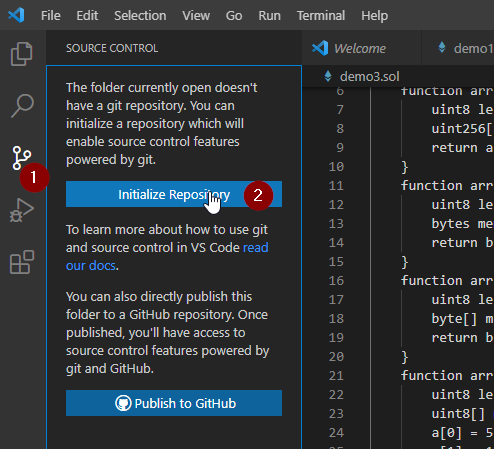 File Edit Selection View Go Run Terminal Help
SOURCE CONTROL
The folder currently open doesn't
have a git repository. You can
initialize a repository which will
enable source control features
powered by git.
1
Initialize Repository 2
To learn more about how to use git
and source control in VS Code read
our docs.
You can also directly publish this
folder to a GitHub repository. Once
published, you'll have access to
source control features powered by
git and GitHub.
Publish to GitHub
Welcome demo1
demo3.sol
6 function arr
7 uint8 le
8 uint256[
9 return a
10 }
11 function arr
12 uint8 le
13 bytes me
14 return b
15 }
16 function arr
17 uint8 le
18 byte[] m
19 return b
20 }
21 function arr
22 uint8 le
23 uint8[]
24 a[0] = 5